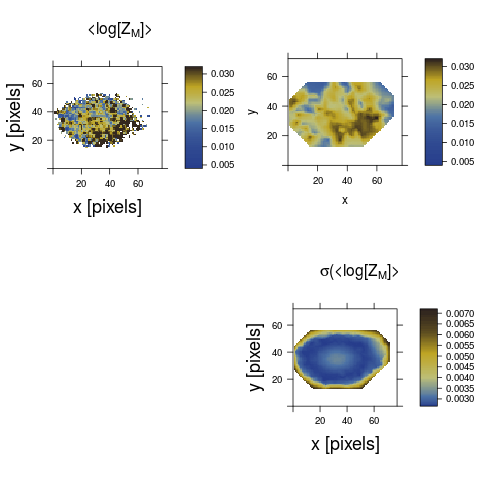 <log[Z_M]>
60
40
20
20 40 60
x [pixels]
y [pixels]
0.030
0.025
0.020
0.015
0.010
0.005
60
40
20
20 40 60
x
y
0.030
0.025
0.020
0.015
0.010
0.005
σ(<log[Z_M]>
60
40
20
20 40 60
x [pixels]
y [pixels]
0.0070
0.0065
0.0060
0.0055
0.0050
0.0045
0.0040
0.0035
0.0030